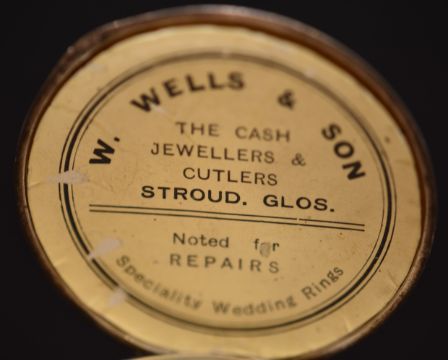 W. WELLS & SON
THE CASH
JEWELLERS &
CUTLERS
STROUD. GLOS.
Noted for
REPAIRS
Speciality Wedding Rings